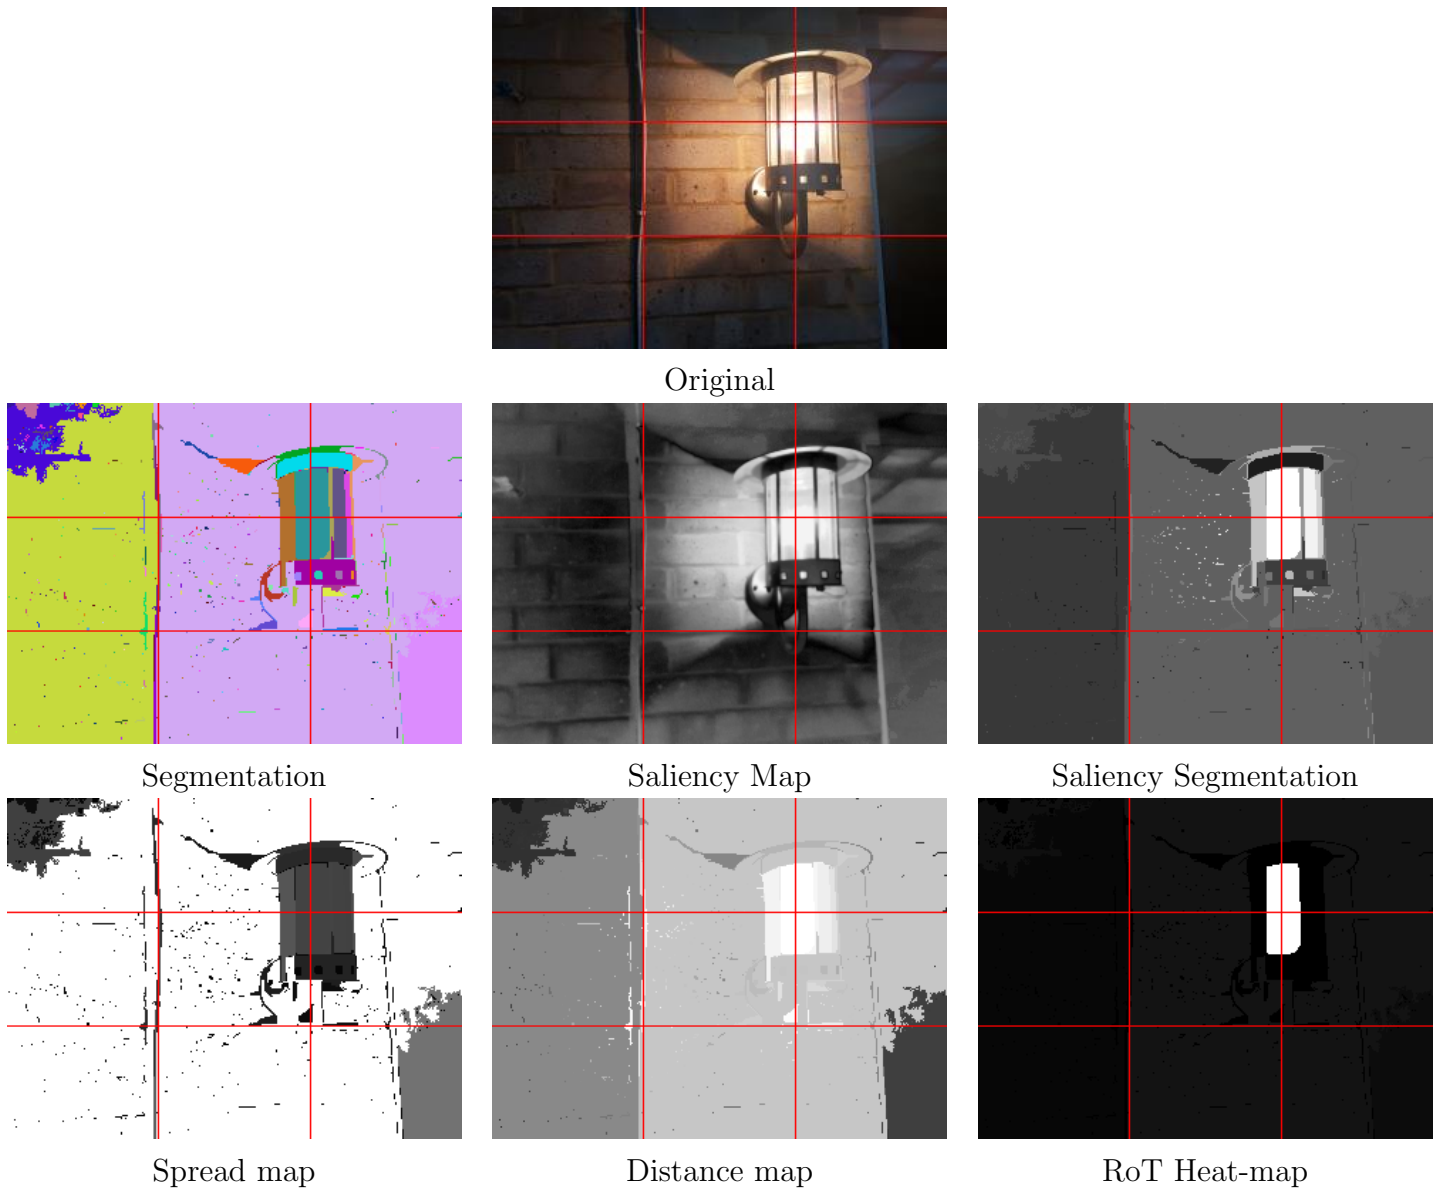 Original
Segmentation
Saliency Map
Saliency Segmentation
Spread map
Distance map
RoT Heat-map